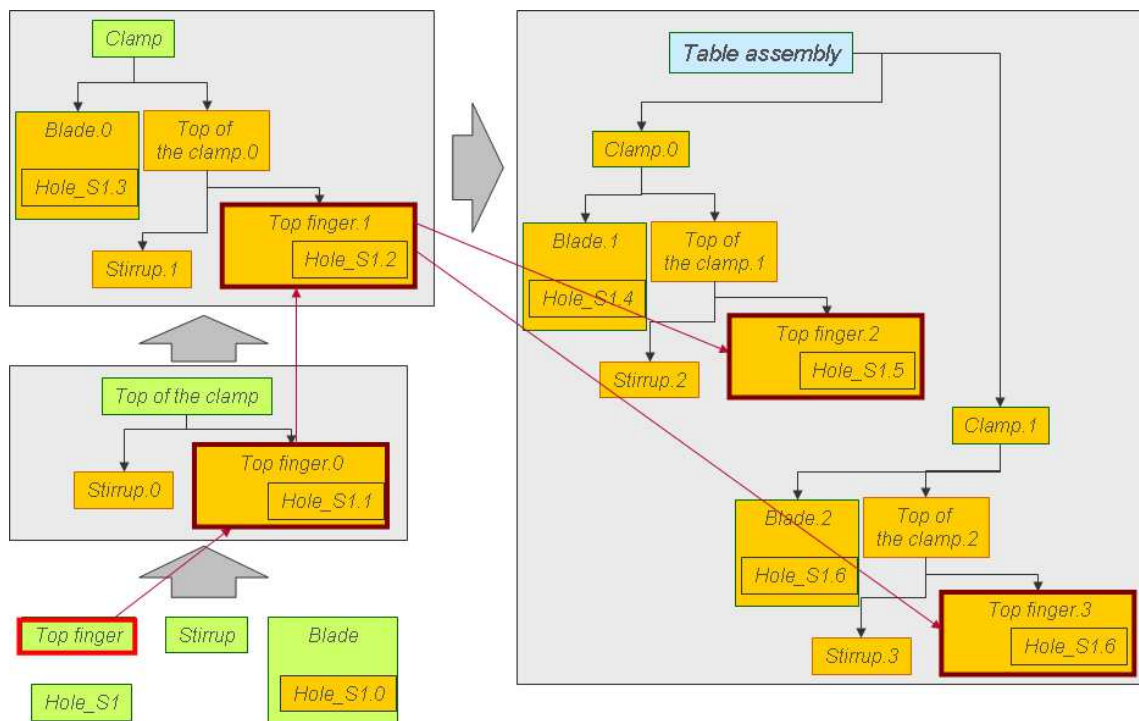 Clamp
Blade.0
Hole_S1.3
Top of
the clamp.0
Top finger.1
Hole_S1.2
Stirrup.1
Top of the clamp
Top finger.0
Hole_S1.1
Stirrup.0
Top finger
Stirrup
Blade
Hole_S1
Hole_S1.0
Table assembly
Clamp.0
Blade.1
Hole_S1.4
Top of
the clamp.1
Top finger.2
Hole_S1.5
Stirrup.2
Clamp.1
Blade.2
Hole_S1.6
Top of
the clamp.2
Top finger.3
Hole_S1.6
Stirrup.3